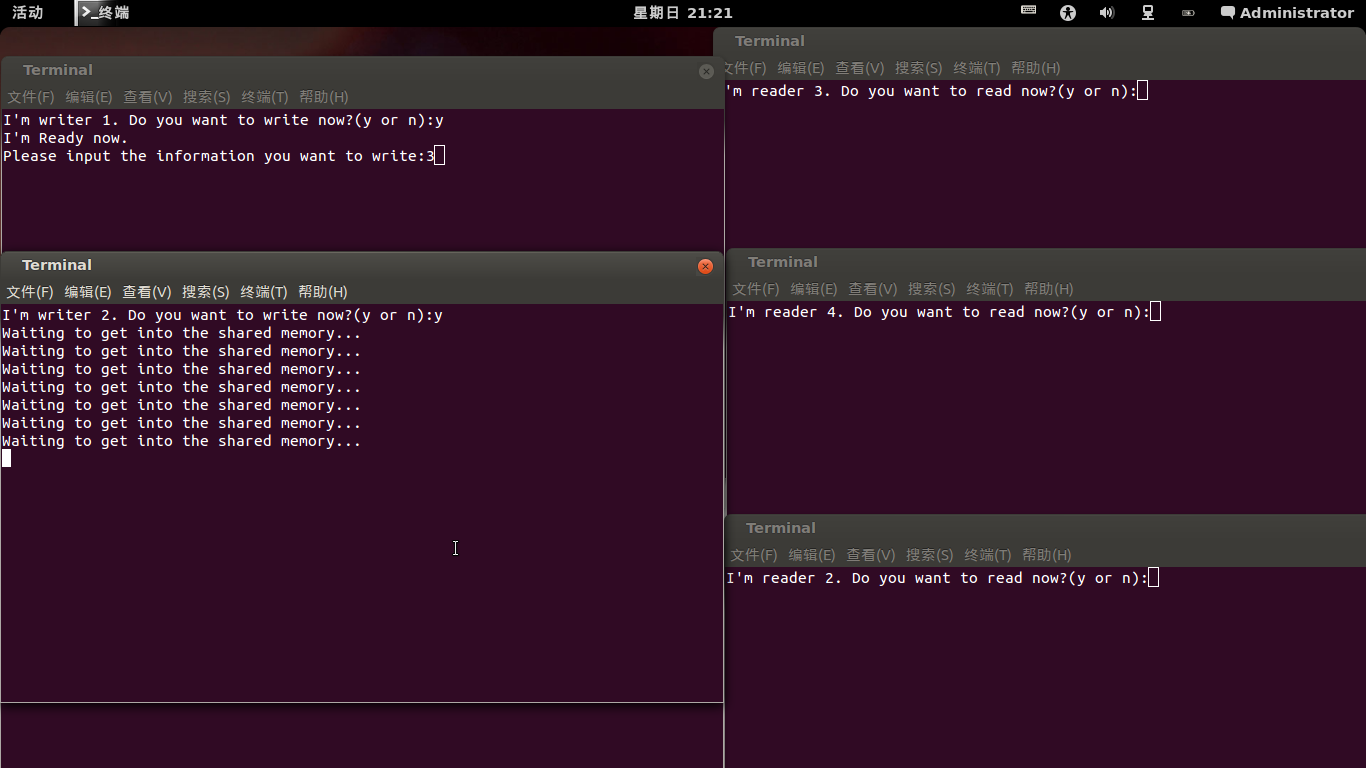 活动 >_终端 星期日 21:21 Administrator
Terminal
文件(F) 编辑(E) 查看(V) 搜索(S) 终端(T) 帮助(H)
I'm writer 1. Do you want to write now?(y or n):y
I'm Ready now.
Please input the information you want to write:3
Terminal
文件(F) 编辑(E) 查看(V) 搜索(S) 终端(T) 帮助(H)
I'm writer 2. Do you want to write now?(y or n):y
Waiting to get into the shared memory...
Waiting to get into the shared memory...
Waiting to get into the shared memory...
Waiting to get into the shared memory...
Waiting to get into the shared memory...
Waiting to get into the shared memory...
Waiting to get into the shared memory...
Terminal
文件(F) 编辑(E) 查看(V) 搜索(S) 终端(T) 帮助(H)
'm reader 3. Do you want to read now?(y or n):
Terminal
文件(F) 编辑(E) 查看(V) 搜索(S) 终端(T) 帮助(H)
I'm reader 4. Do you want to read now?(y or n):
Terminal
文件(F) 编辑(E) 查看(V) 搜索(S) 终端(T) 帮助(H)
I'm reader 2. Do you want to read now?(y or n):